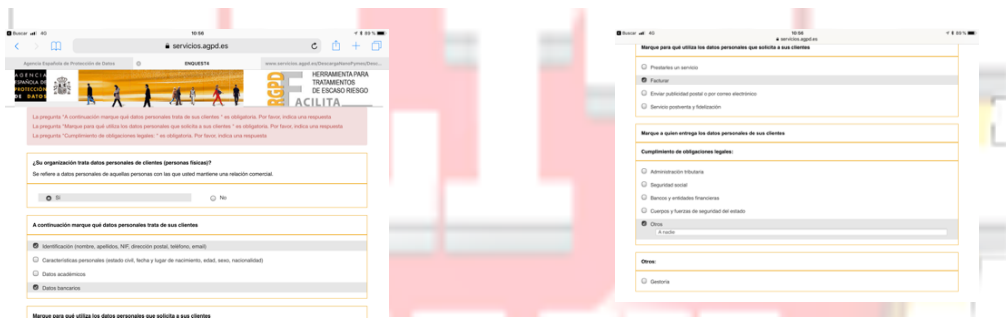 Buscar 4G 10:56 69 %
servicios.agpd.es
Agencia Española de Protección de Datos ENQUESTA www.servicios.agpd.es/DescargaHerraPymes/Desc...
AGENCIA
ESPAÑOLA DE
PROTECCIÓN
DE DATOS
RGPD
HERRAMIENTA PARA
TRATAMIENTOS
DE ESCASO RIESGO
FACILITA
La pregunta "A continuación marque qué datos personales trata de sus clientes " es obligatoria. Por favor, indica una respuesta
La pregunta "Marque para qué utiliza los datos personales que solicita a sus clientes " es obligatoria. Por favor, indica una respuesta
La pregunta "Cumplimiento de obligaciones legales: " es obligatoria. Por favor, indica una respuesta
¿Su organización trata datos personales de clientes (personas físicas)?
Se refiere a datos personales de aquellas personas con las que usted mantiene una relación comercial.
Sí No
A continuación marque qué datos personales trata de sus clientes
Identificación (nombre, apellidos, NIF, dirección postal, teléfono, email)
Características personales (estado civil, fecha y lugar de nacimiento, edad, sexo, nacionalidad)
Datos académicos
Datos bancarios
Marque para qué utiliza los datos personales que solicita a sus clientes
Buscar 4G 10:56 69 %
servicios.agpd.es
Marque para qué utiliza los datos personales que solicita a sus clientes
Prestarles un servicio
Facturar
Enviar publicidad postal o por correo electrónico
Servicio postventa y fidelización
Marque a quien entrega los datos personales de sus clientes
Cumplimiento de obligaciones legales:
Administración tributaria
Seguridad social
Bancos y entidades financieras
Cuerpos y fuerzas de seguridad del estado
Otros
A nadie
Otros:
Gestoría